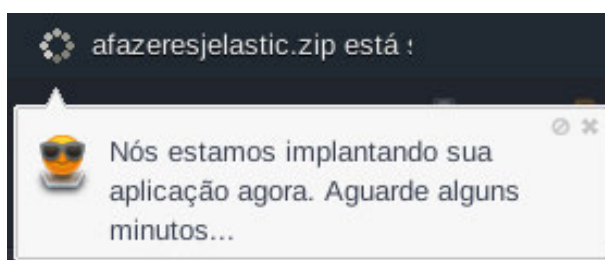 afazeresjelastic.zip está
Nós estamos implantando sua
aplicação agora. Aguarde alguns
minutos...